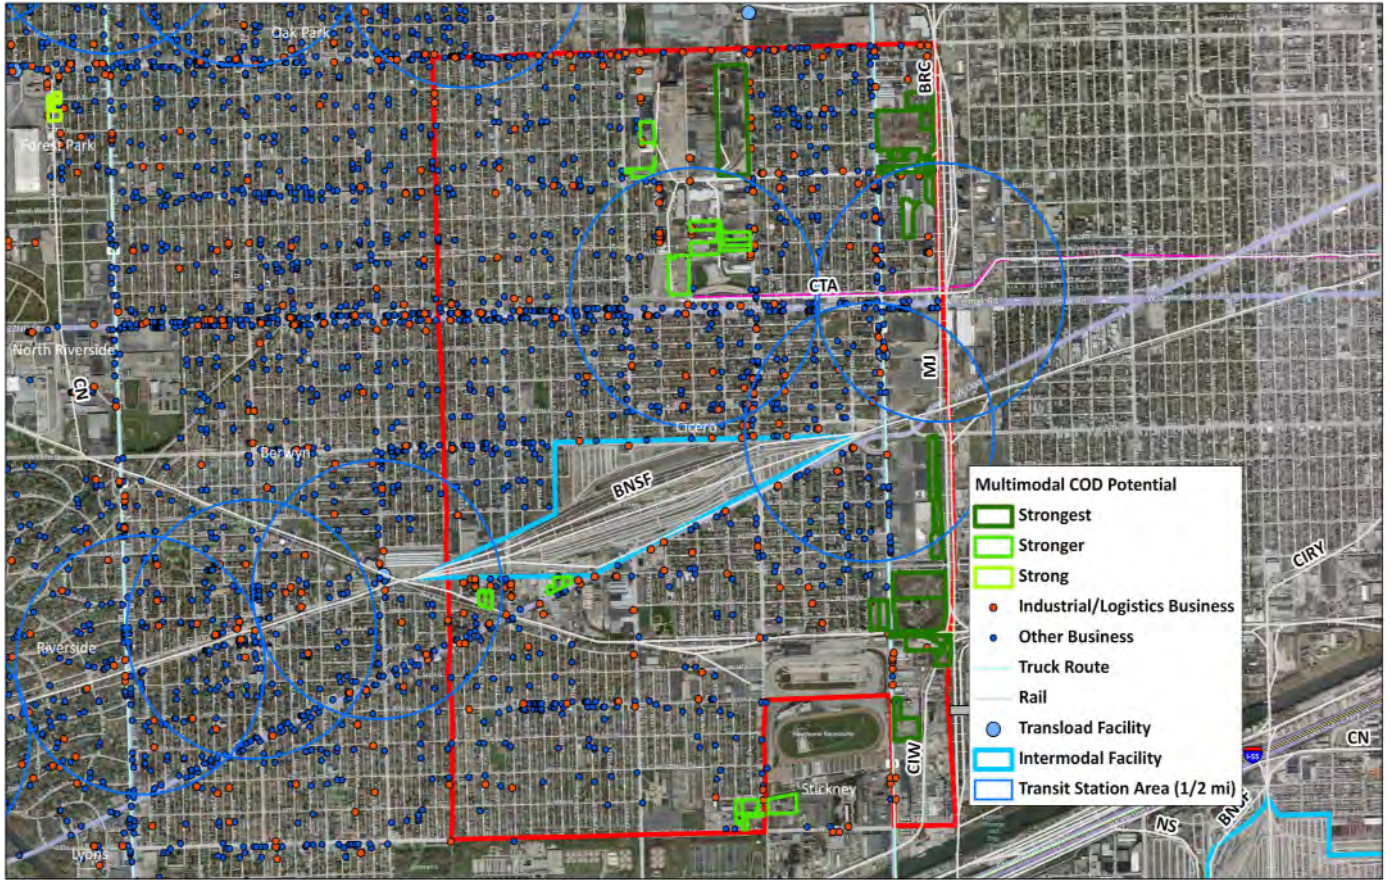 Oak Park
BRC
Forest Park
CTA
North Riverside
MJ
CN
Cicero
Berwyn
BNSF
Multimodal COD Potential
Strongest
Stronger
Strong
Industrial/Logistics Business
Other Business
Truck Route
Rail
Transload Facility
Intermodal Facility
Transit Station Area (1/2 mi)
CIRY
Riverside
CN
I-55
CIW
Stickney
BNSF
NS
Lyons